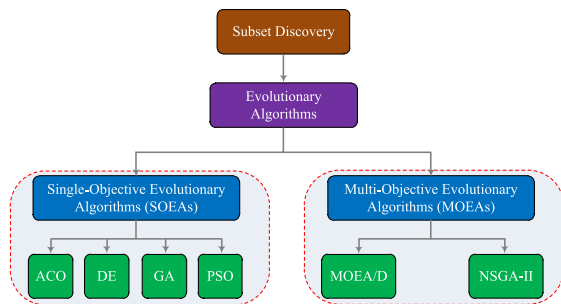 Subset Discovery
Evolutionary
Algorithms
Single-Objective Evolutionary
Algorithms (SOEAs)
Multi-Objective Evolutionary
Algorithms (MOEAs)
ACO
DE
GA
PSO
MOEA/D
NSGA-II